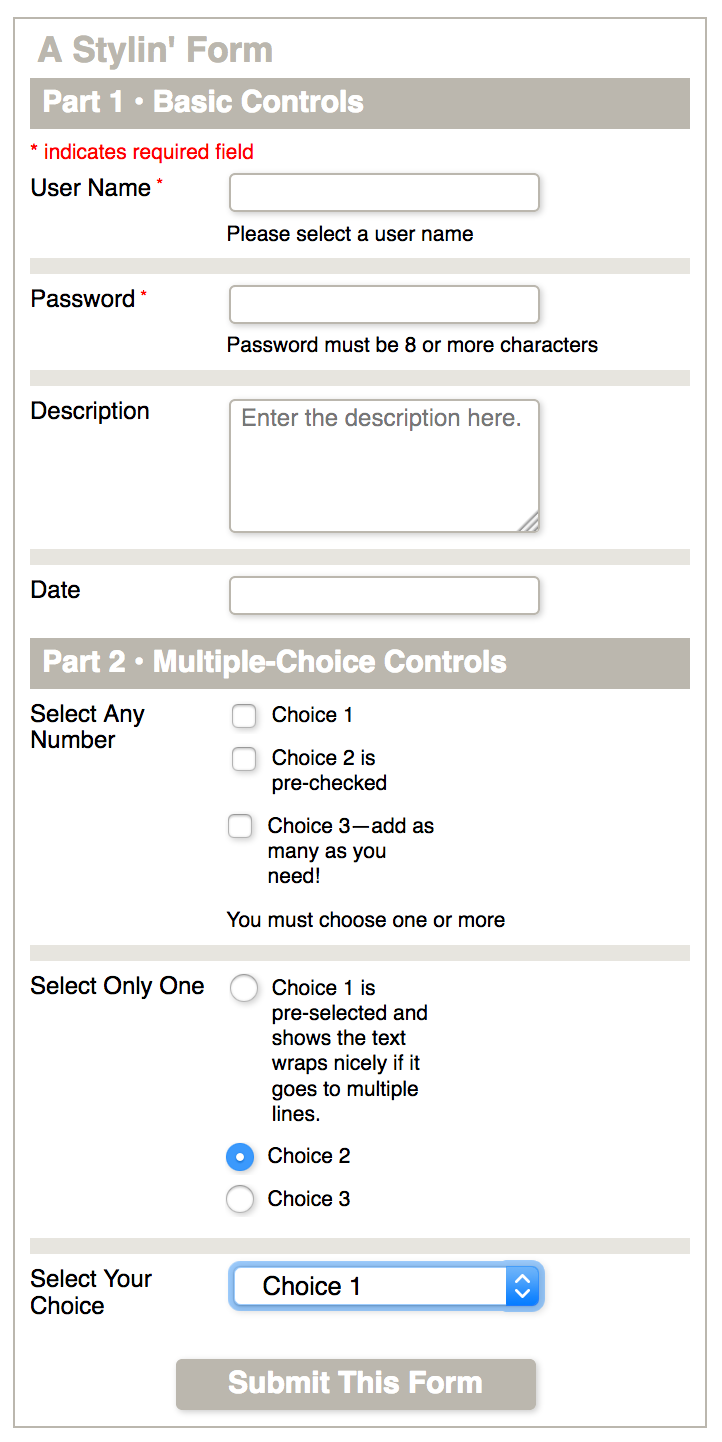 A Stylin' Form
Part 1 • Basic Controls
* indicates required field
User Name *
Please select a user name
Password *
Password must be 8 or more characters
Description
Enter the description here.
Date
Part 2 • Multiple-Choice Controls
Select Any
Number
Choice 1
Choice 2 is
pre-checked
Choice 3—add as
many as you
need!
You must choose one or more
Select Only One
Choice 1 is
pre-selected and
shows the text
wraps nicely if it
goes to multiple
lines.
Choice 2
Choice 3
Select Your
Choice
Choice 1
Submit This Form